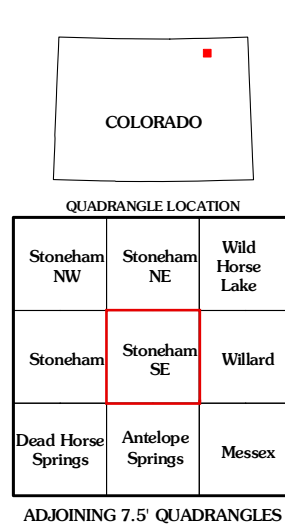 COLORADO
QUADRANGLE LOCATION
Stoneham
NW
Stoneham
NE
Wild
Horse
Lake
Stoneham
Stoneham
SE
Willard
Dead Horse
Springs
Antelope
Springs
Messex
ADJOINING 7.5' QUADRANGLES